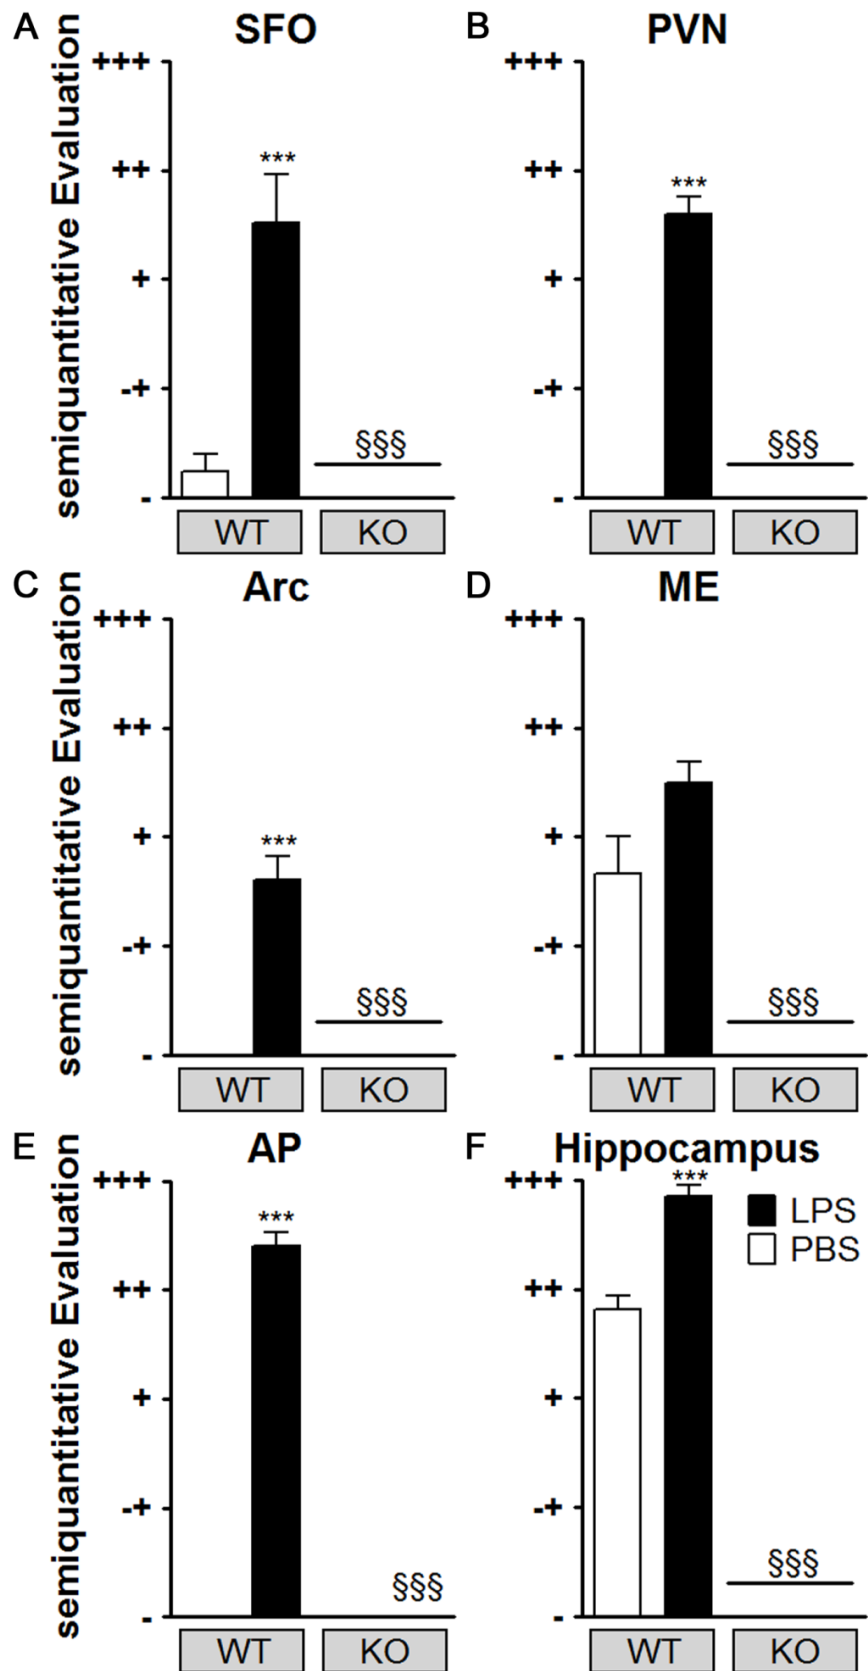 A
SFO
semiquantitative Evaluation
+++
++
+
-+
-
***
§§§
WT
KO
B
PVN
+++
++
+
-+
-
***
§§§
WT
KO
C
Arc
semiquantitative Evaluation
+++
++
+
-+
-
***
§§§
WT
KO
D
ME
+++
++
+
-+
-
§§§
WT
KO
E
AP
semiquantitative Evaluation
+++
++
+
-+
-
***
§§§
WT
KO
F
Hippocampus
+++
++
+
-+
-
***
LPS
PBS
§§§
WT
KO